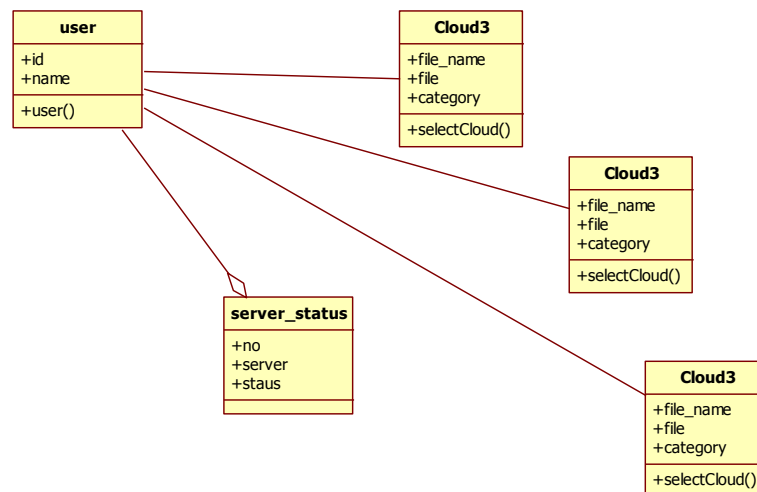 user
+id
+name
+user()
Cloud3
+file_name
+file
+category
+selectCloud()
Cloud3
+file_name
+file
+category
+selectCloud()
server_status
+no
+server
+staus
Cloud3
+file_name
+file
+category
+selectCloud()